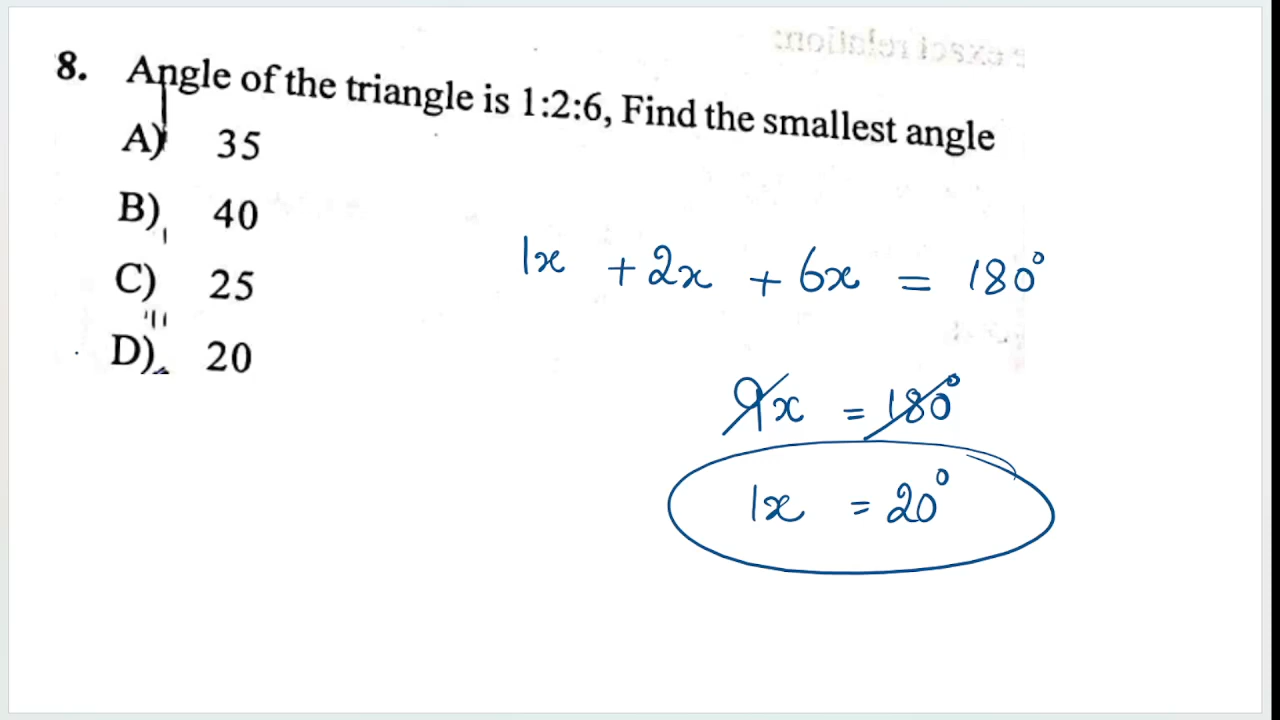 8. Angle of the triangle is 1:2:6, Find the smallest angle
A) 35
B) 40
C) 25
D) 20
1x + 2x + 6x = 180°
9x = 180°
1x = 20°